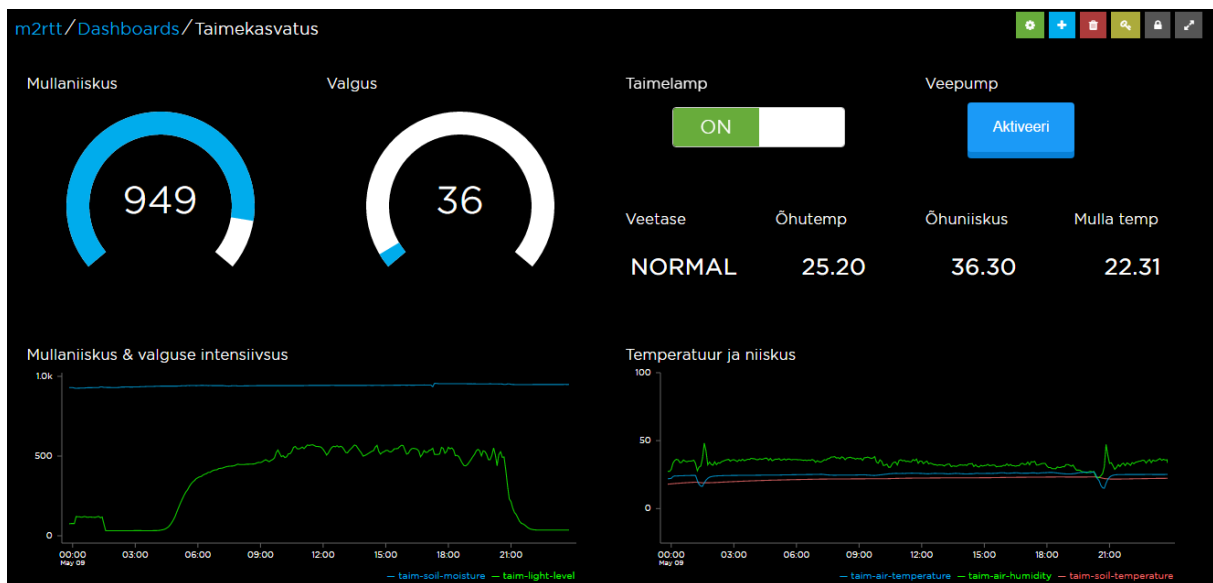 m2rtt/Dashboards/Taimekasvatus
Mullaniiskus
Valgus
Taimelamp
Veepump
949
36
ON
Aktiveeri
Veetase
Õhutemp
Õhuniiskus
Mulla temp
NORMAL
25.20
36.30
22.31
Mullaniiskus & valguse intensiivsus
1.0k
500
0
00:00 03:00 06:00 09:00 12:00 15:00 18:00 21:00
May 09
taim-soil-moisture taim-light-level
Temperatuur ja niiskus
100
50
0
00:00 03:00 06:00 09:00 12:00 15:00 18:00 21:00
May 09
taim-air-temperature taim-air-humidity taim-soil-temperature